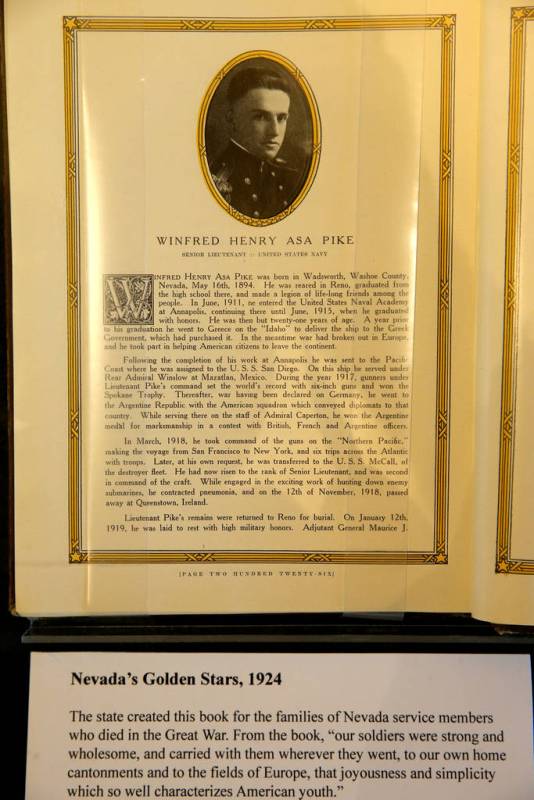 WINFRED HENRY ASA PIKE
SENIOR LIEUTENANT :: UNITED STATES NAVY
WINFRED HENRY ASA PIKE was born in Wadsworth, Washoe County,
Nevada, May 16th, 1894. He was reared in Reno, graduated from
the high school there, and made a legion of life-long friends among the
people. In June, 1911, he entered the United States Naval Academy
at Annapolis, continuing there until June, 1915, when he graduated
with honors. He was then but twenty-one years of age. A year prior
to his graduation he went to Greece on the "Idaho" to deliver the ship to the Greek
Government, which had purchased it. In the meantime war had broken out in Europe,
and he took part in helping American citizens to leave the continent.
Following the completion of his work at Annapolis he was sent to the Pacific
Coast where he was assigned to the U. S. S. San Diego. On this ship he served under
Rear Admiral Winslow at Mazatlan, Mexico. During the year 1917, gunners under
Lieutenant Pike's command set the world's record with six-inch guns and won the
Spokane Trophy. Thereafter, war having been declared on Germany, he went to
the Argentine Republic with the American squadron which conveyed diplomats to that
country. While serving there on the staff of Admiral Caperton, he won the Argentine
medal for marksmanship in a contest with British, French and Argentine officers.
In March, 1918, he took command of the guns on the "Northern Pacific,"
making the voyage from San Francisco to New York, and six trips across the Atlantic
with troops. Later, at his own request, he was transferred to the U. S. S. McCall, of
the destroyer fleet. He had now risen to the rank of Senior Lieutenant, and was second
in command of the craft. While engaged in the exciting work of hunting down enemy
submarines, he contracted pneumonia, and on the 12th of November, 1918, passed
away at Queenstown, Ireland.
Lieutenant Pike's remains were returned to Reno for burial. On January 12th,
1919, he was laid to rest with high military honors. Adjutant General Maurice J.
[PAGE TWO HUNDRED TWENTY-SIX]
Nevada's Golden Stars, 1924
The state created this book for the families of Nevada service members
who died in the Great War. From the book, "our soldiers were strong and
wholesome, and carried with them wherever they went, to our own home
cantonments and to the fields of Europe, that joyousness and simplicity
which so well characterizes American youth."